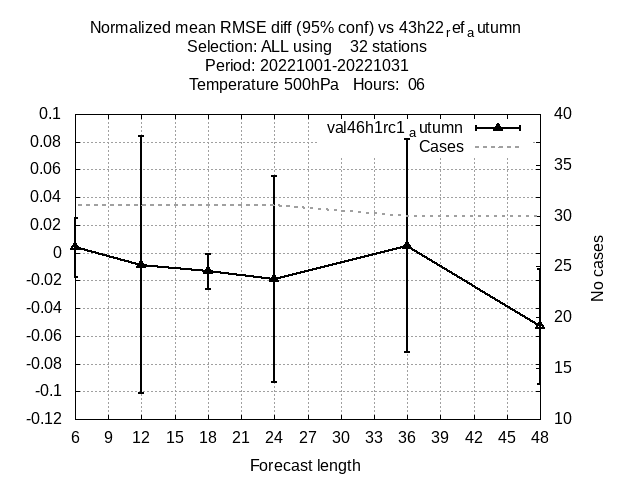 Normalized mean RMSE diff (95% conf) vs 43h22refautumn
Selection: ALL using 32 stations
Period: 20221001-20221031
Temperature 500hPa Hours: 06
val46h1rc1autumn
Cases
0.1
0.08
0.06
0.04
0.02
0
-0.02
-0.04
-0.06
-0.08
-0.1
-0.12
40
35
30
25
20
15
10
No cases
6 9 12 15 18 21 24 27 30 33 36 39 42 45 48
Forecast length